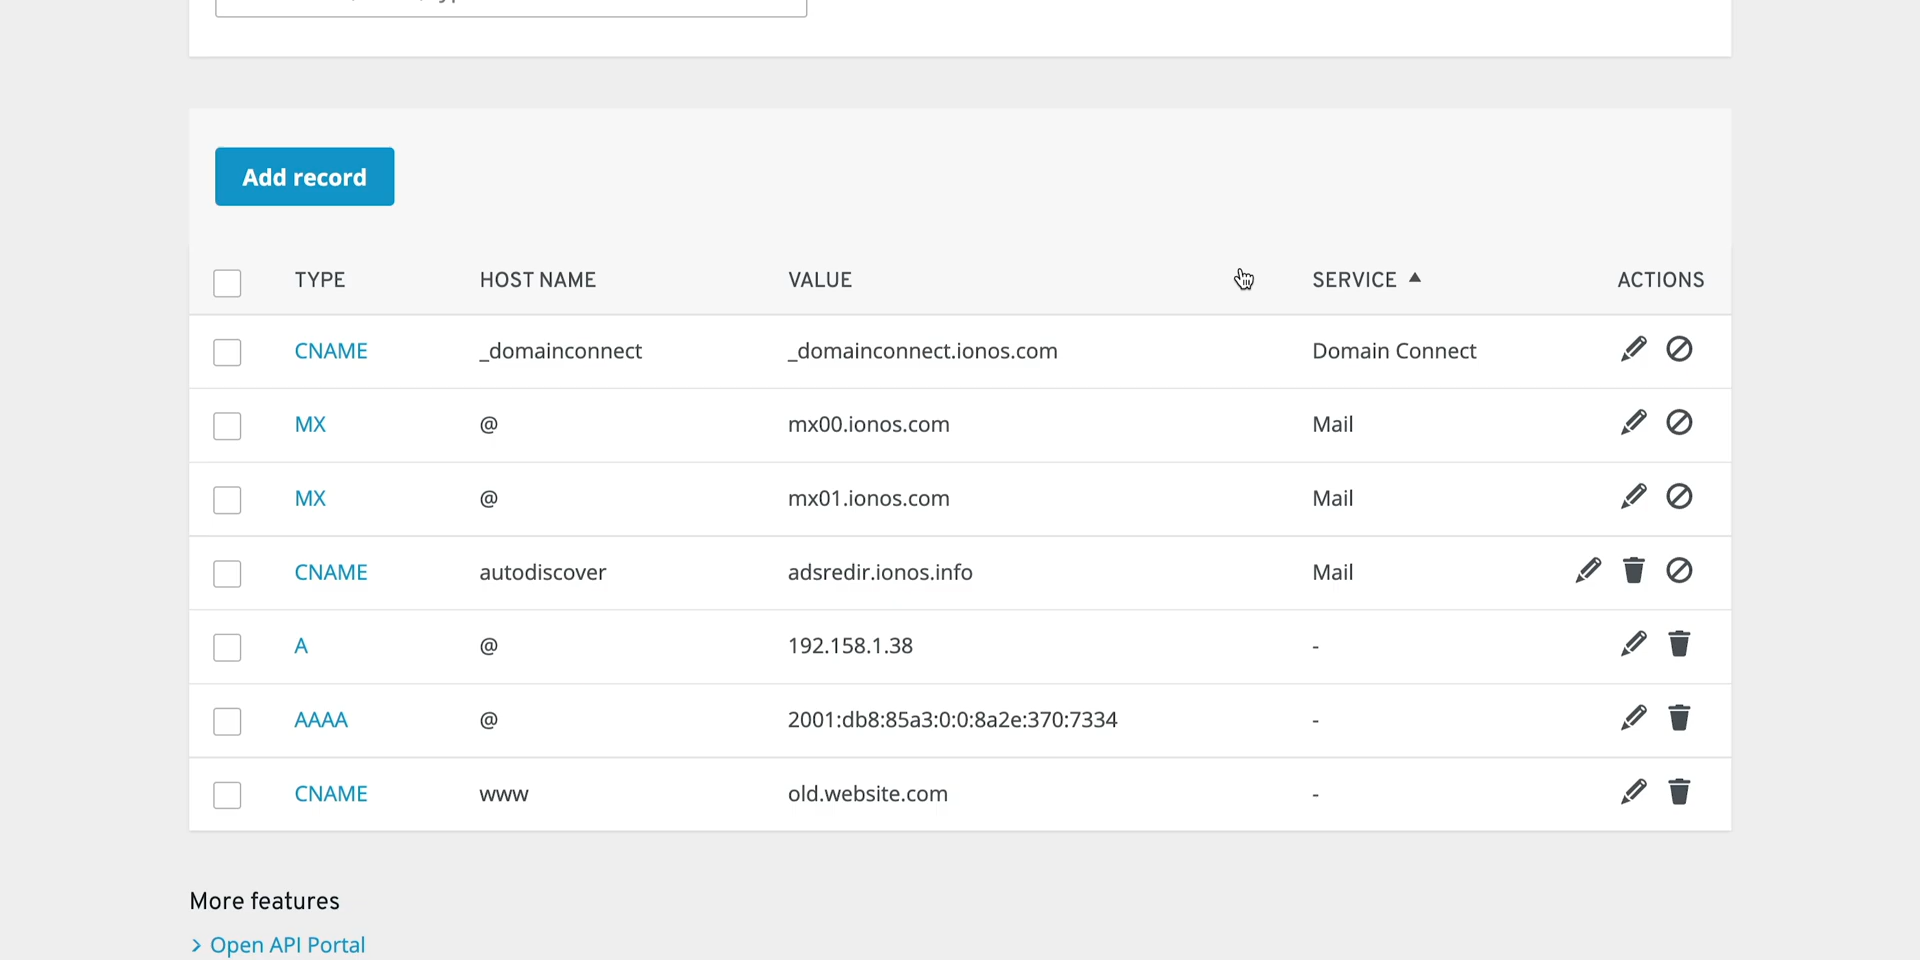 Add record
TYPE HOST NAME VALUE SERVICE ▲ ACTIONS
CNAME _domainconnect _domainconnect.ionos.com Domain Connect
MX @ mx00.ionos.com Mail
MX @ mx01.ionos.com Mail
CNAME autodiscover adsredir.ionos.info Mail
A @ 192.158.1.38 -
AAAA @ 2001:db8:85a3:0:0:8a2e:370:7334 -
CNAME www old.website.com -
More features
> Open API Portal